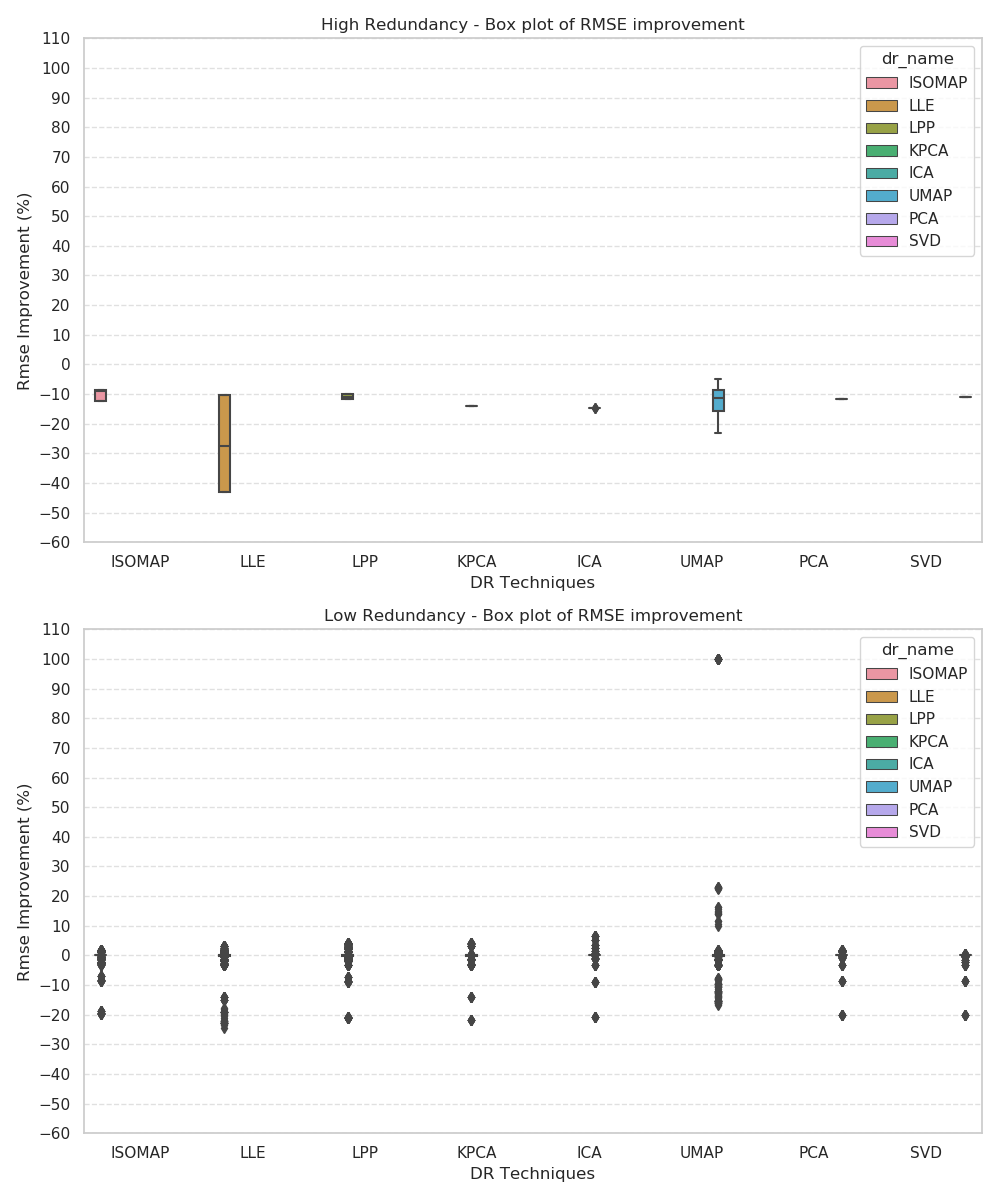 High Redundancy - Box plot of RMSE improvement
110
100
90
80
70
60
50
40
30
20
10
0
−10
−20
−30
−40
−50
−60
Rmse Improvement (%)
dr_name
ISOMAP
LLE
LPP
KPCA
ICA
UMAP
PCA
SVD
ISOMAP LLE LPP KPCA ICA UMAP PCA SVD
DR Techniques
Low Redundancy - Box plot of RMSE improvement
110
100
90
80
70
60
50
40
30
20
10
0
−10
−20
−30
−40
−50
−60
Rmse Improvement (%)
dr_name
ISOMAP
LLE
LPP
KPCA
ICA
UMAP
PCA
SVD
ISOMAP LLE LPP KPCA ICA UMAP PCA SVD
DR Techniques